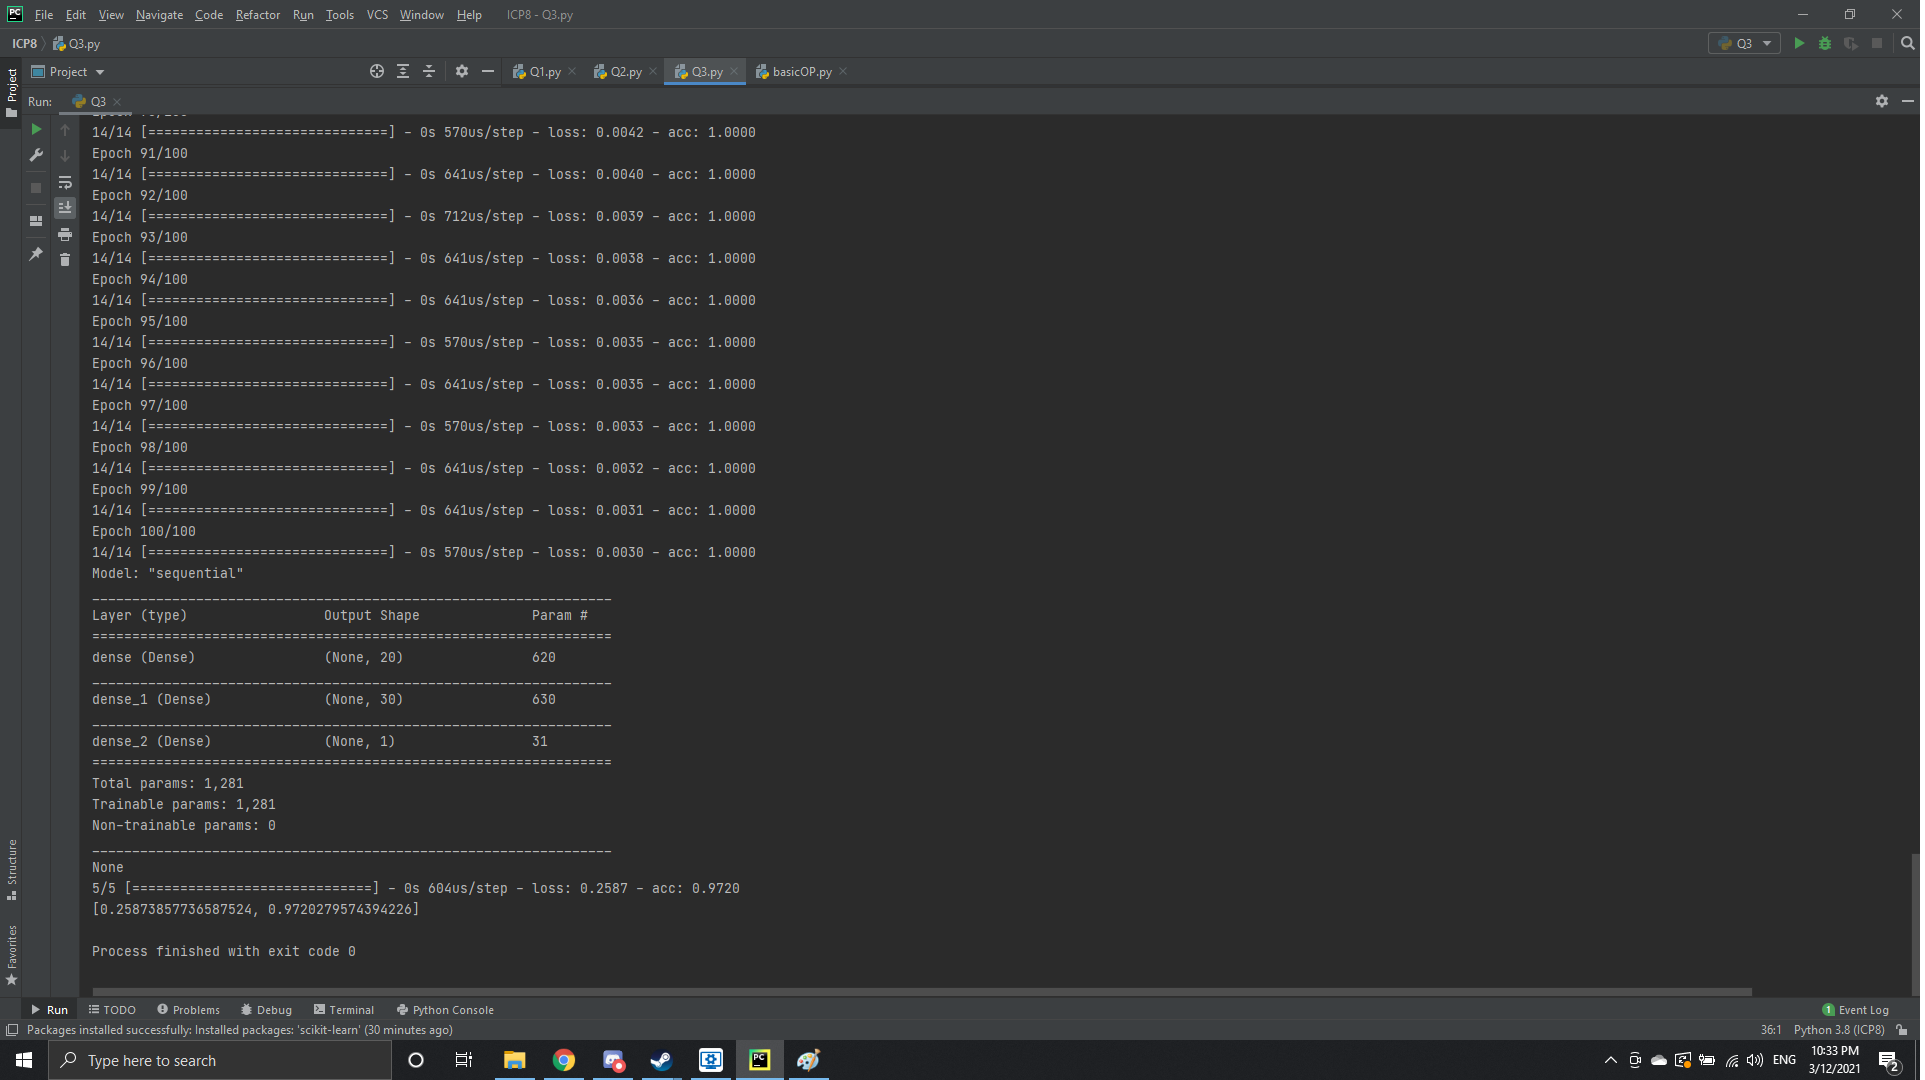 File Edit View Navigate Code Refactor Run Tools VCS Window Help ICP8 - Q3.py
ICP8 Q3.py Q3
Project Q1.py Q2.py Q3.py basicOP.py
Project
Run: Q3
14/14 [==============================] - 0s 570us/step - loss: 0.0042 - acc: 1.0000
Epoch 91/100
14/14 [==============================] - 0s 641us/step - loss: 0.0040 - acc: 1.0000
Epoch 92/100
14/14 [==============================] - 0s 712us/step - loss: 0.0039 - acc: 1.0000
Epoch 93/100
14/14 [==============================] - 0s 641us/step - loss: 0.0038 - acc: 1.0000
Epoch 94/100
14/14 [==============================] - 0s 641us/step - loss: 0.0036 - acc: 1.0000
Epoch 95/100
14/14 [==============================] - 0s 570us/step - loss: 0.0035 - acc: 1.0000
Epoch 96/100
14/14 [==============================] - 0s 641us/step - loss: 0.0035 - acc: 1.0000
Epoch 97/100
14/14 [==============================] - 0s 570us/step - loss: 0.0033 - acc: 1.0000
Epoch 98/100
14/14 [==============================] - 0s 641us/step - loss: 0.0032 - acc: 1.0000
Epoch 99/100
14/14 [==============================] - 0s 641us/step - loss: 0.0031 - acc: 1.0000
Epoch 100/100
14/14 [==============================] - 0s 570us/step - loss: 0.0030 - acc: 1.0000
Model: "sequential"
_________________________________________________________________
Layer (type) Output Shape Param #
=================================================================
dense (Dense) (None, 20) 620
_________________________________________________________________
dense_1 (Dense) (None, 30) 630
_________________________________________________________________
dense_2 (Dense) (None, 1) 31
=================================================================
Total params: 1,281
Trainable params: 1,281
Non-trainable params: 0
_________________________________________________________________
None
5/5 [==============================] - 0s 604us/step - loss: 0.2587 - acc: 0.9720
[0.25873857736587524, 0.9720279574394226]
Process finished with exit code 0
Structure
Favorites
Run TODO Problems Debug Terminal Python Console 1 Event Log
Packages installed successfully: Installed packages: 'scikit-learn' (30 minutes ago) 36:1 Python 3.8 (ICP8)
Type here to search ENG 10:33 PM
3/12/2021 2